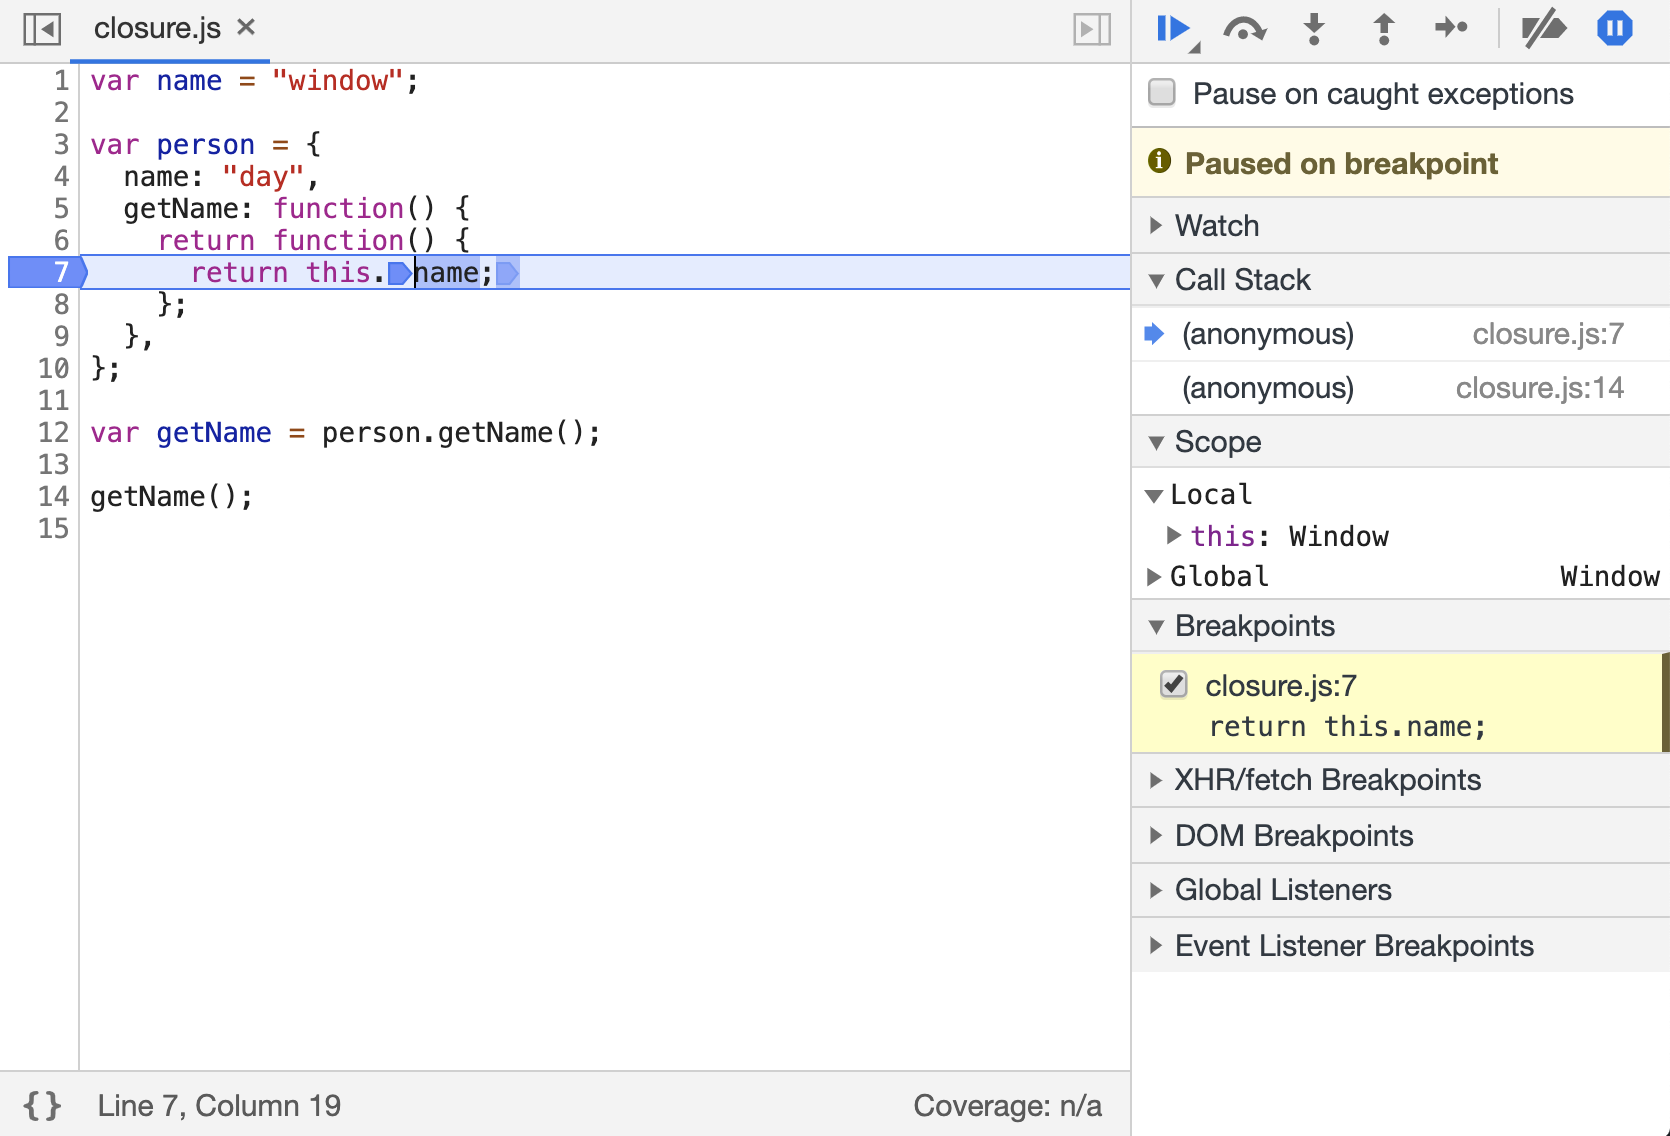 closure.js ×
1 var name = "window";
2
3 var person = {
4   name: "day",
5   getName: function() {
6     return function() {
7       return this.name;
8     };
9   },
10 };
11
12 var getName = person.getName();
13
14 getName();
15
{} Line 7, Column 19 Coverage: n/a
Pause on caught exceptions
Paused on breakpoint
Watch
Call Stack
(anonymous) closure.js:7
(anonymous) closure.js:14
Scope
Local
this: Window
Global Window
Breakpoints
closure.js:7
return this.name;
XHR/fetch Breakpoints
DOM Breakpoints
Global Listeners
Event Listener Breakpoints